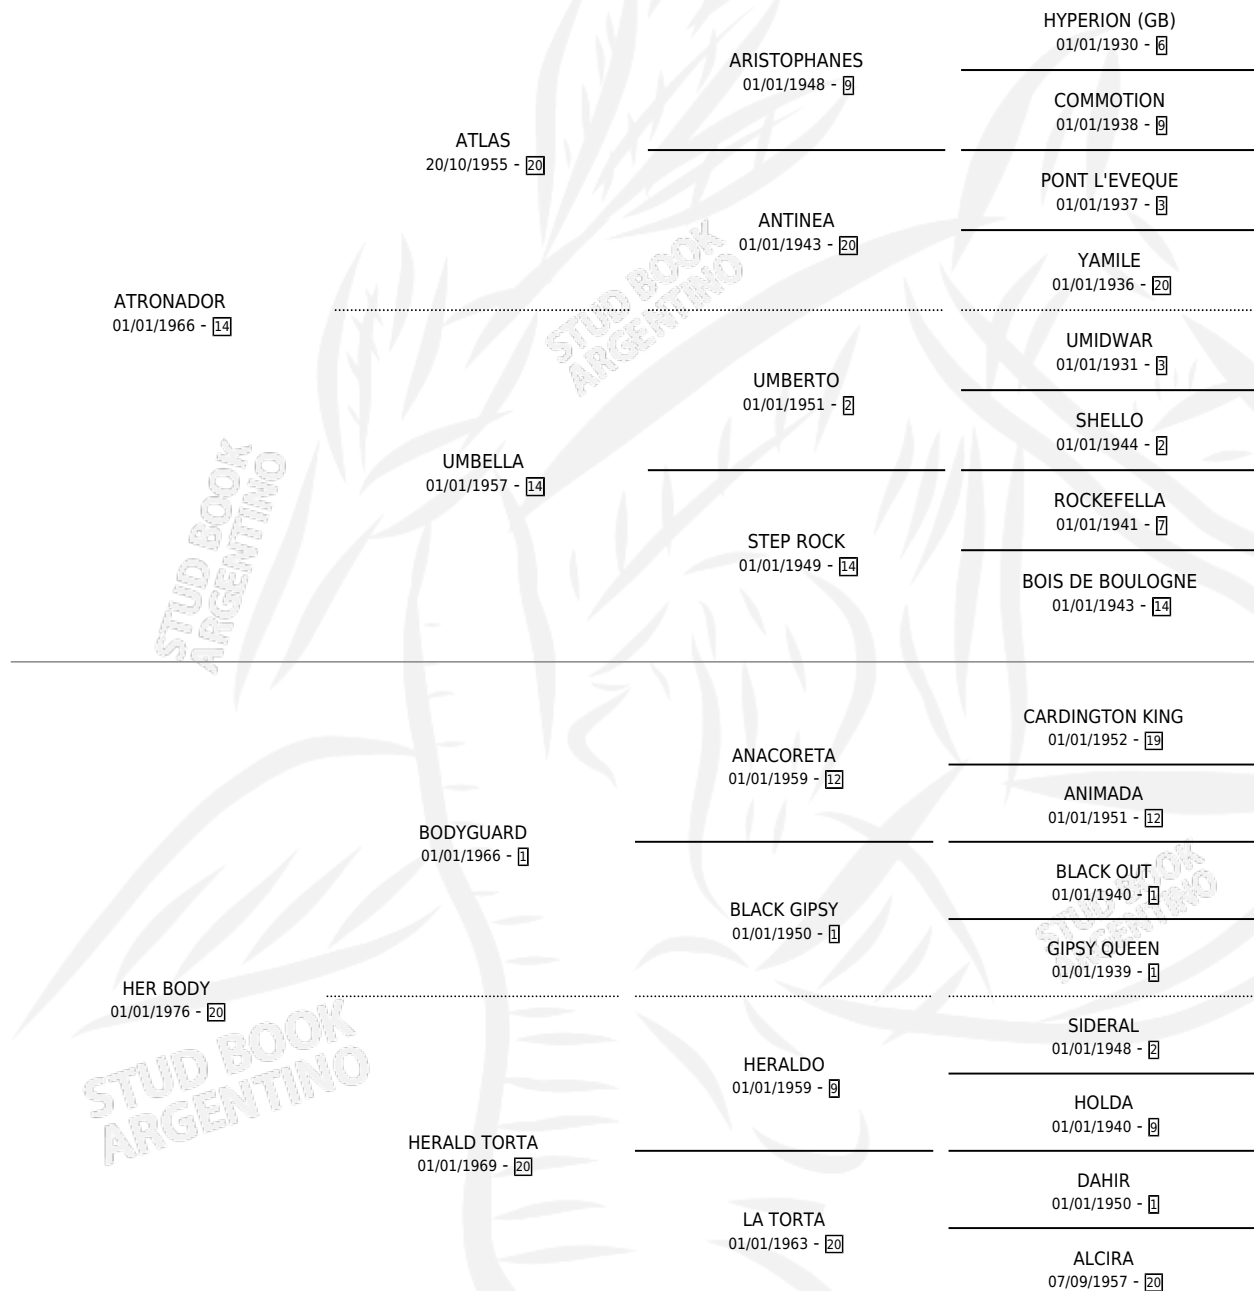 HYPERION (GB)
01/01/1930 - 6
ARISTOPHANES
01/01/1948 - 9
COMMOTION
01/01/1938 - 9
ATLAS
20/10/1955 - 20
PONT L'EVEQUE
01/01/1937 - 3
ANTINEA
01/01/1943 - 20
YAMILE
01/01/1936 - 20
ATRONADOR
01/01/1966 - 14
UMIDWAR
01/01/1931 - 3
UMBERTO
01/01/1951 - 2
SHELLO
01/01/1944 - 2
UMBELLA
01/01/1957 - 14
ROCKEFELLA
01/01/1941 - 7
STEP ROCK
01/01/1949 - 14
BOIS DE BOULOGNE
01/01/1943 - 14
CARDINGTON KING
01/01/1952 - 19
ANACORETA
01/01/1959 - 12
ANIMADA
01/01/1951 - 12
BODYGUARD
01/01/1966 - 1
BLACK OUT
01/01/1940 - 1
BLACK GIPSY
01/01/1950 - 1
GIPSY QUEEN
01/01/1939 - 1
HER BODY
01/01/1976 - 20
SIDERAL
01/01/1948 - 2
HERALDO
01/01/1959 - 9
HOLDA
01/01/1940 - 9
HERALD TORTA
01/01/1969 - 20
DAHIR
01/01/1950 - 1
LA TORTA
01/01/1963 - 20
ALCIRA
07/09/1957 - 20
STUD BOOK
ARGENTINO
STUD BOOK
ARGENTINO
STUD BOOK
ARGENTINO
STUD BOOK
ARGENTINO